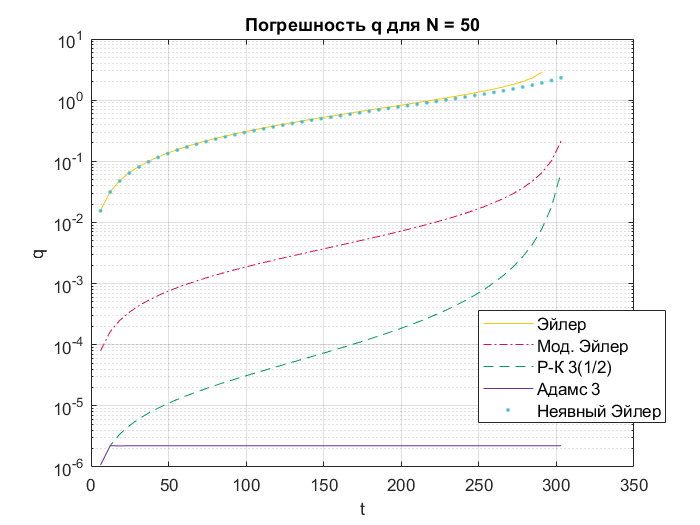 Погрешность q для N = 50
10^1
10^0
10^-1
10^-2
10^-3
10^-4
10^-5
10^-6
q
Эйлер
Мод. Эйлер
Р-К 3(1/2)
Адамс 3
Неявный Эйлер
0 50 100 150 200 250 300 350
t